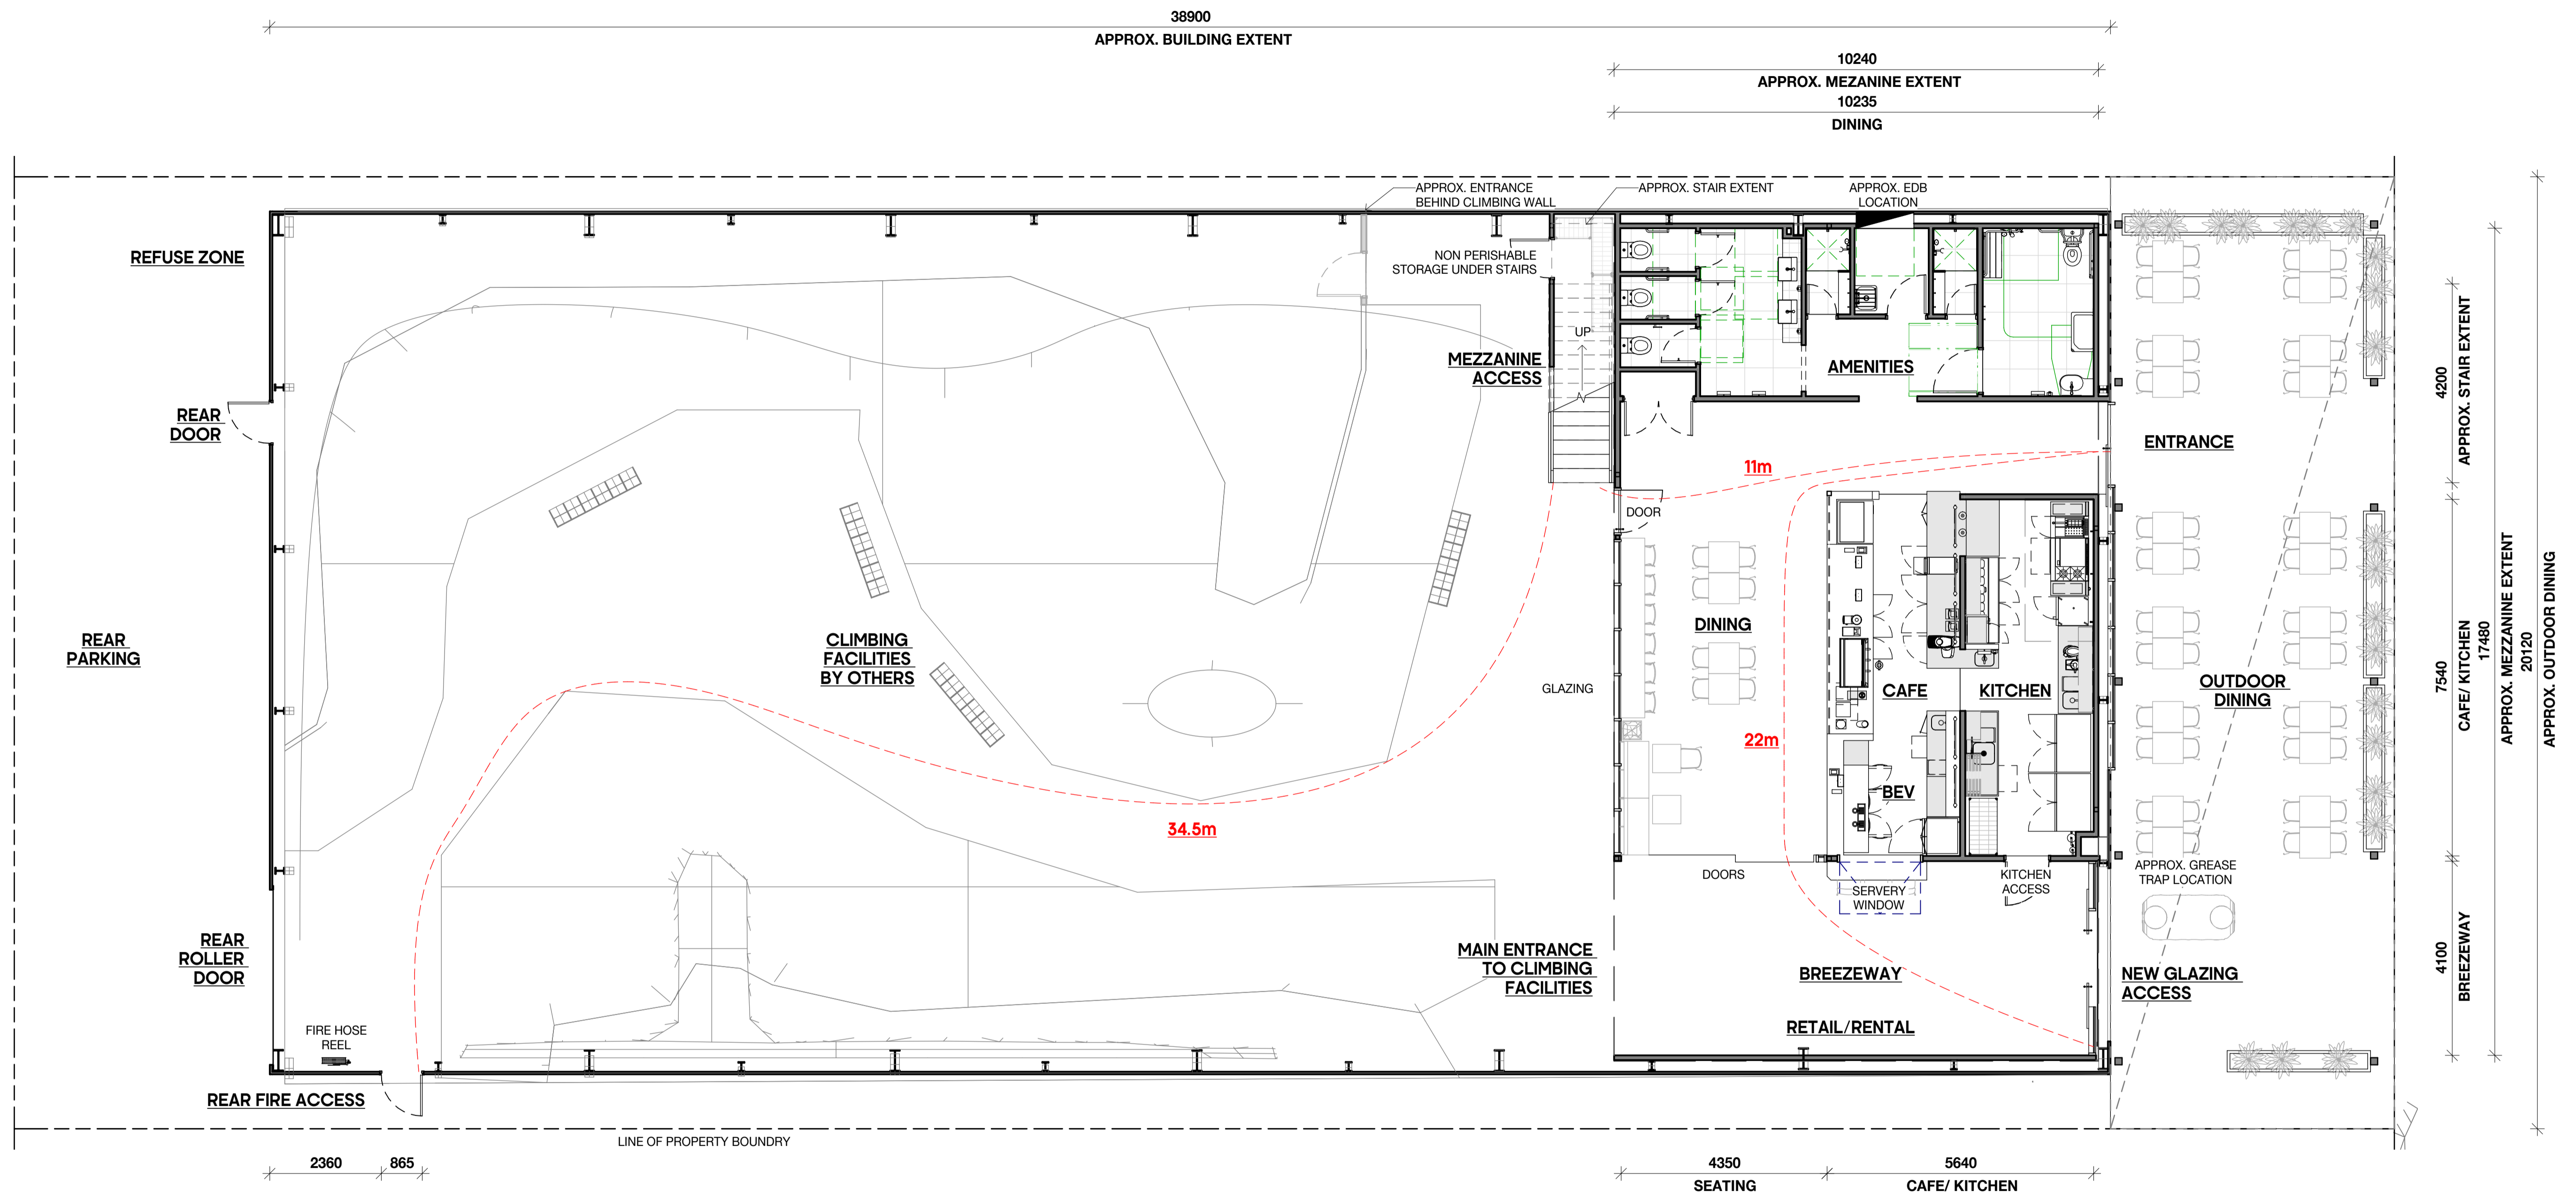 38900
APPROX. BUILDING EXTENT
10240
APPROX. MEZANINE EXTENT
10235
DINING
APPROX. ENTRANCE
BEHIND CLIMBING WALL
APPROX. STAIR EXTENT
APPROX. EDB
LOCATION
REFUSE ZONE
NON PERISHABLE
STORAGE UNDER STAIRS
UP
MEZZANINE
ACCESS
AMENITIES
REAR
DOOR
ENTRANCE
11m
DOOR
4200
APPROX. STAIR EXTENT
REAR
PARKING
CLIMBING
FACILITIES
BY OTHERS
DINING
GLAZING
CAFE
KITCHEN
OUTDOOR
DINING
22m
BEV
7540
CAFE/ KITCHEN
17480
APPROX. MEZZANINE EXTENT
20120
APPROX. OUTDOOR DINING
34.5m
DOORS
SERVERY
WINDOW
KITCHEN
ACCESS
APPROX. GREASE
TRAP LOCATION
REAR
ROLLER
DOOR
MAIN ENTRANCE
TO CLIMBING
FACILITIES
BREEZEWAY
NEW GLAZING
ACCESS
4100
BREEZEWAY
RETAIL/RENTAL
FIRE HOSE
REEL
REAR FIRE ACCESS
LINE OF PROPERTY BOUNDRY
2360
865
4350
SEATING
5640
CAFE/ KITCHEN